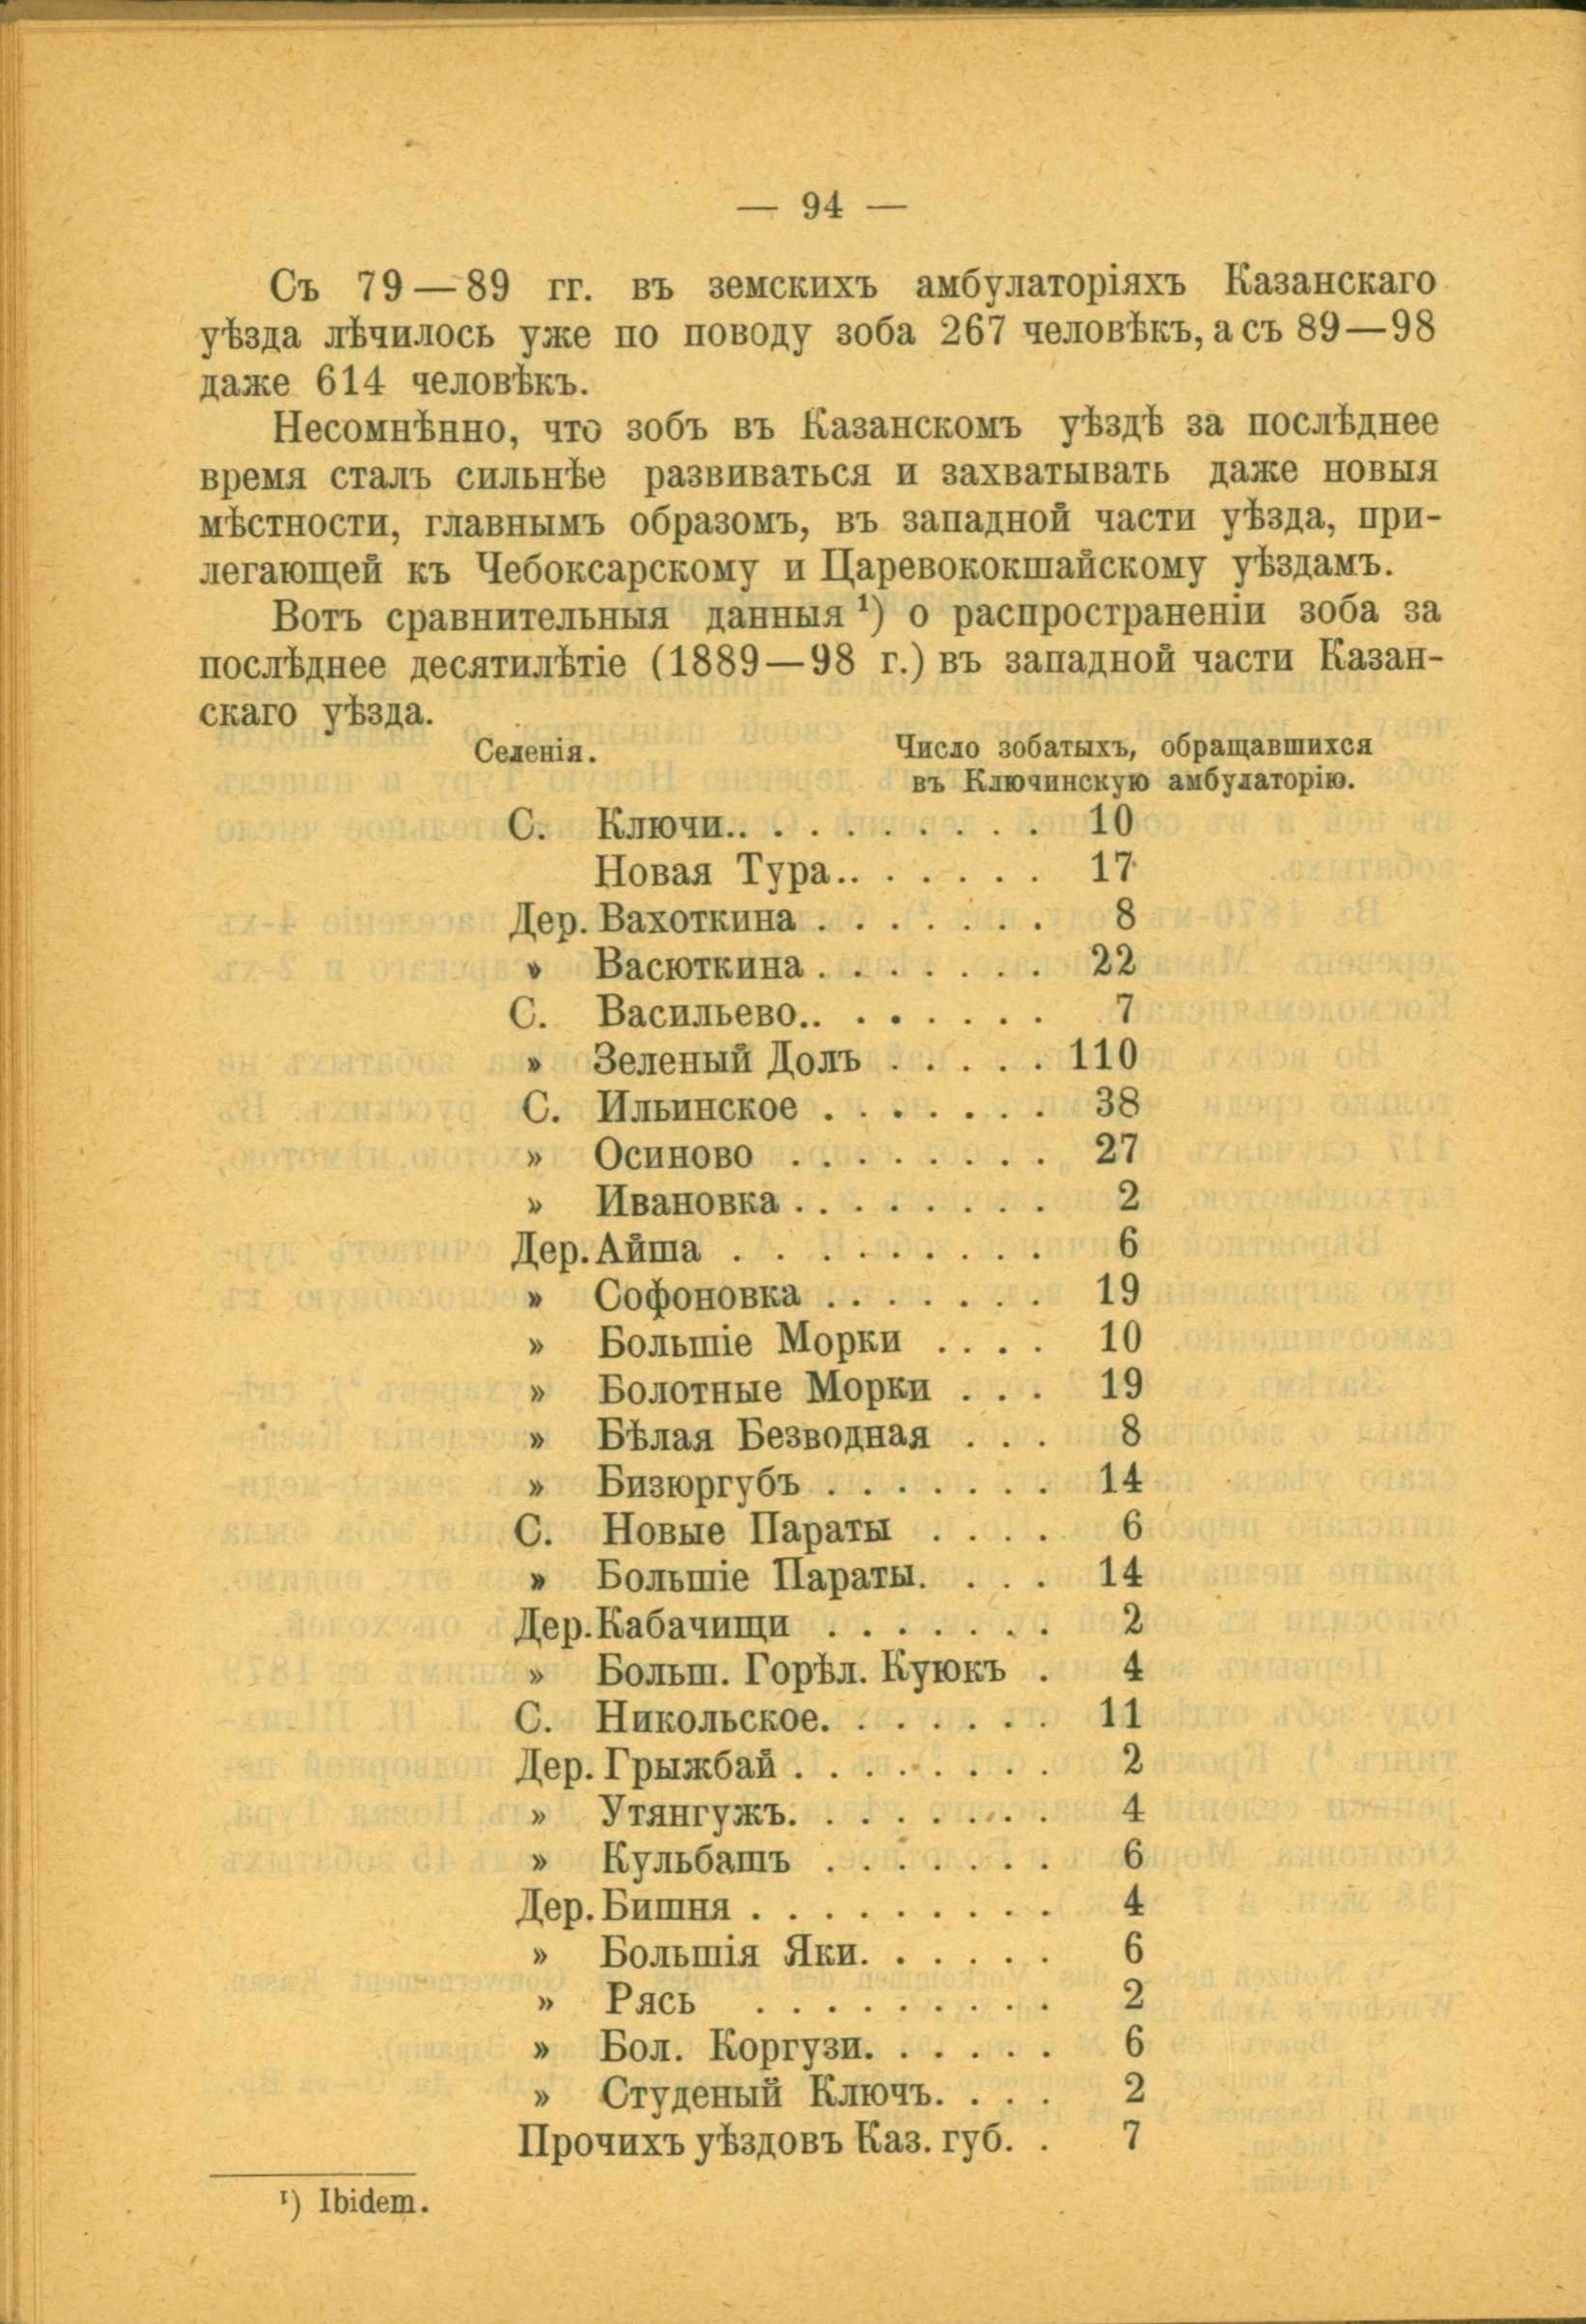 — 94 —
Съ 79—89 гг. въ земскихъ амбулаторіяхъ Казанскаго
уѣзда лѣчилось уже по поводу зоба 267 человѣкъ, а съ 89—98
даже 614 человѣкъ.
Несомнѣнно, что зобъ въ Казанскомъ уѣздѣ за послѣднее
время сталъ сильнѣе развиваться и захватывать даже новыя
мѣстности, главнымъ образомъ, въ западной части уѣзда, при-
легающей къ Чебоксарскому и Царевококшайскому уѣздамъ.
Вотъ сравнительныя данныя ¹) о распространеніи зоба за
послѣднее десятилѣтіе (1889—98 г.) въ западной части Казан-
скаго уѣзда.
Селенія. Число зобатыхъ, обращавшихся
въ Ключинскую амбулаторію.
С. Ключи.. . . . . . . . . 10
Новая Тура.. . . . . . . 17
Дер. Вахоткина . . . . . . . 8
» Васюткина . . . . . . . 22
С. Васильево.. . . . . . . 7
» Зеленый Долъ . . . . . 110
С. Ильинское . . . . . . . 38
» Осиново . . . . . . . . 27
» Ивановка . . . . . . . . 2
Дер. Айша . . . . . . . . . . 6
» Софоновка . . . . . . . 19
» Большіе Морки . . . . 10
» Болотные Морки . . . 19
» Бѣлая Безводная . . . 8
» Бизюргубъ . . . . . . . 14
С. Новые Параты . . . . 6
» Большіе Параты. . . . 14
Дер. Кабачищи . . . . . . . 2
» Больш. Горѣл. Куюкъ . 4
С. Никольское. . . . . . . 11
Дер. Грыжбай . . . . . . . . 2
» Утянгужъ. . . . . . . . 4
» Кульбашъ . . . . . . . 6
Дер. Бишня . . . . . . . . . 4
» Большія Яки. . . . . . 6
» Рясь . . . . . . . . . 2
» Бол. Коргузи. . . . . . 6
» Студеный Ключъ. . . . 2
Прочихъ уѣздовъ Каз. губ. . 7
¹) Ibidem.